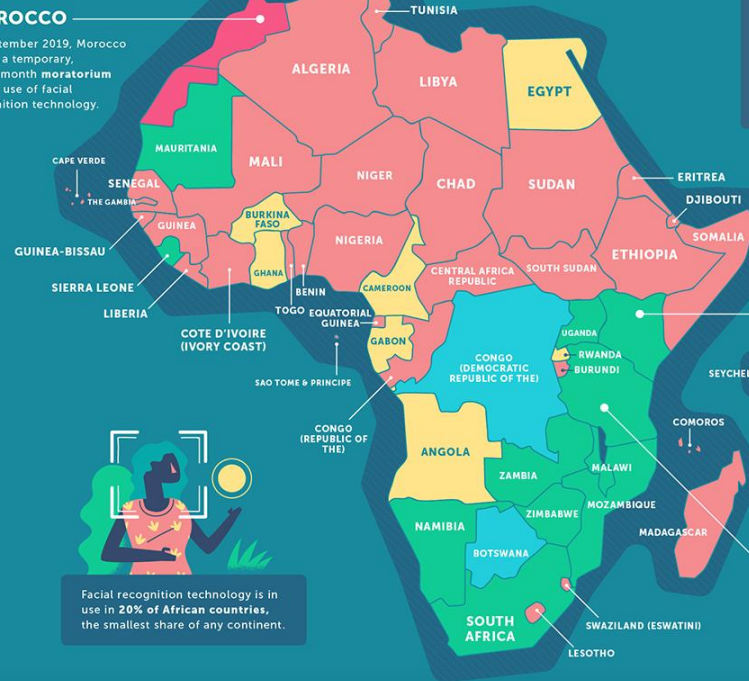 ROCCO
tember 2019, Morocco
a temporary,
month moratorium
use of facial
nition technology.
TUNISIA
ALGERIA
LIBYA
EGYPT
MAURITANIA
MALI
NIGER
CHAD
SUDAN
ERITREA
DJIBOUTI
SOMALIA
CAPE VERDE
SENEGAL
THE GAMBIA
GUINEA
BURKINA
FASO
NIGERIA
ETHIOPIA
GUINEA-BISSAU
SIERRA LEONE
LIBERIA
COTE D'IVOIRE
(IVORY COAST)
GHANA
TOGO
BENIN
EQUATORIAL
GUINEA
CAMEROON
CENTRAL AFRICA
REPUBLIC
SOUTH SUDAN
GABON
SAO TOME & PRINCIPE
CONGO
(REPUBLIC OF
THE)
CONGO
(DEMOCRATIC
REPUBLIC OF THE)
UGANDA
RWANDA
BURUNDI
SEYCHEL
COMOROS
ANGOLA
ZAMBIA
MALAWI
MOZAMBIQUE
ZIMBABWE
MADAGASCAR
NAMIBIA
BOTSWANA
SOUTH
AFRICA
SWAZILAND (ESWATINI)
LESOTHO
Facial recognition technology is in
use in 20% of African countries,
the smallest share of any continent.